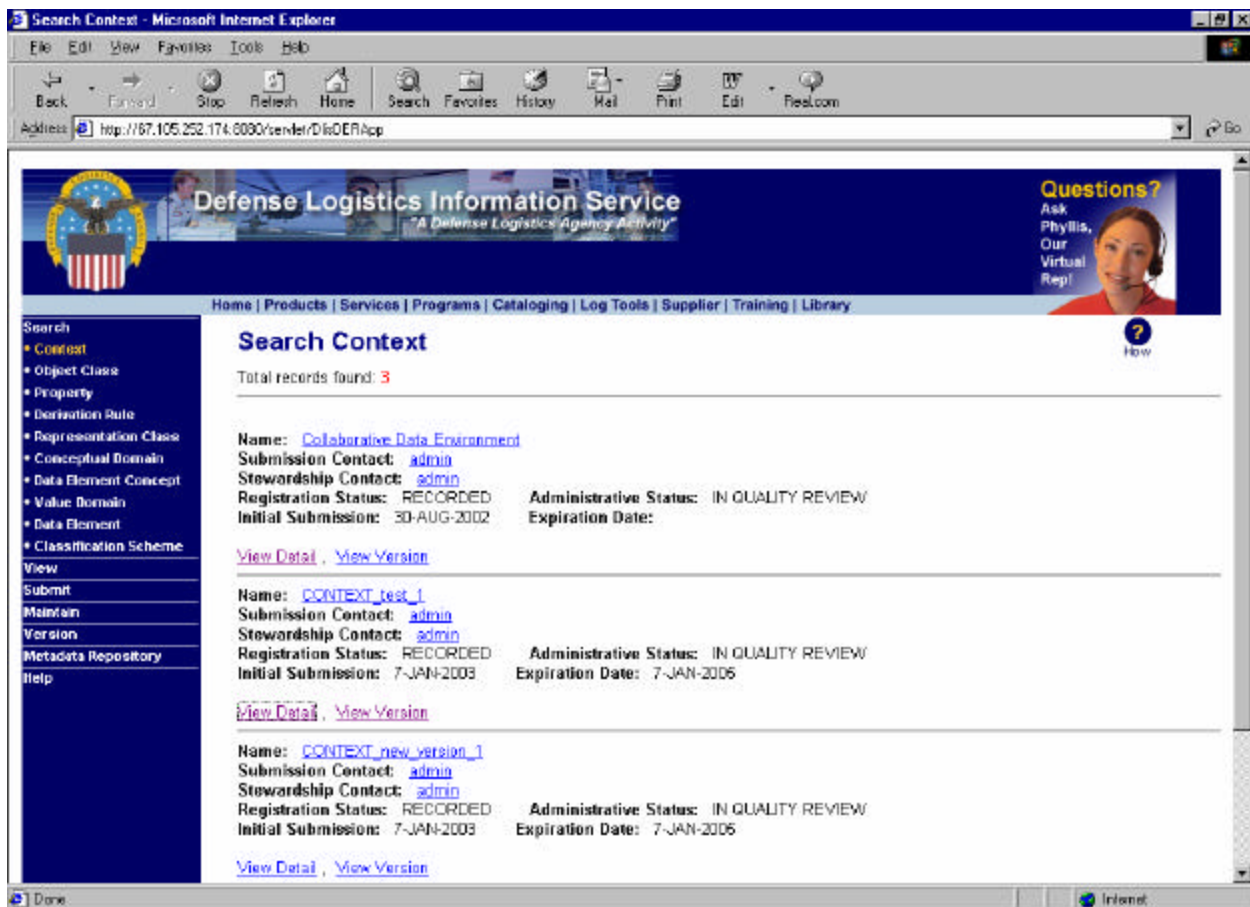 Search Context - Microsoft Internet Explorer
File Edit View Favorites Tools Help
Back Forward Stop Refresh Home Search Favorites History Mail Print Edit Real.com
Address http://67.105.252.174:8080/servlet/DlisDERApp Go
Defense Logistics Information Service
"A Defense Logistics Agency Activity"
Questions?
Ask
Phyllis,
Our
Virtual
Rep!
Home | Products | Services | Programs | Cataloging | Log Tools | Supplier | Training | Library
Search
• Context
• Object Class
• Property
• Derivation Rule
• Representation Class
• Conceptual Domain
• Data Element Concept
• Value Domain
• Data Element
• Classification Scheme
View
Submit
Maintain
Version
Metadata Repository
Help
Search Context
?
How
Total records found: 3
Name: Collaborative Data Environment
Submission Contact: admin
Stewardship Contact: admin
Registration Status: RECORDED Administrative Status: IN QUALITY REVIEW
Initial Submission: 30-AUG-2002 Expiration Date:
View Detail , View Version
Name: CONTEXT_test_1
Submission Contact: admin
Stewardship Contact: admin
Registration Status: RECORDED Administrative Status: IN QUALITY REVIEW
Initial Submission: 7-JAN-2003 Expiration Date: 7-JAN-2006
View Detail , View Version
Name: CONTEXT_new_version_1
Submission Contact: admin
Stewardship Contact: admin
Registration Status: RECORDED Administrative Status: IN QUALITY REVIEW
Initial Submission: 7-JAN-2003 Expiration Date: 7-JAN-2006
View Detail , View Version
Done Internet